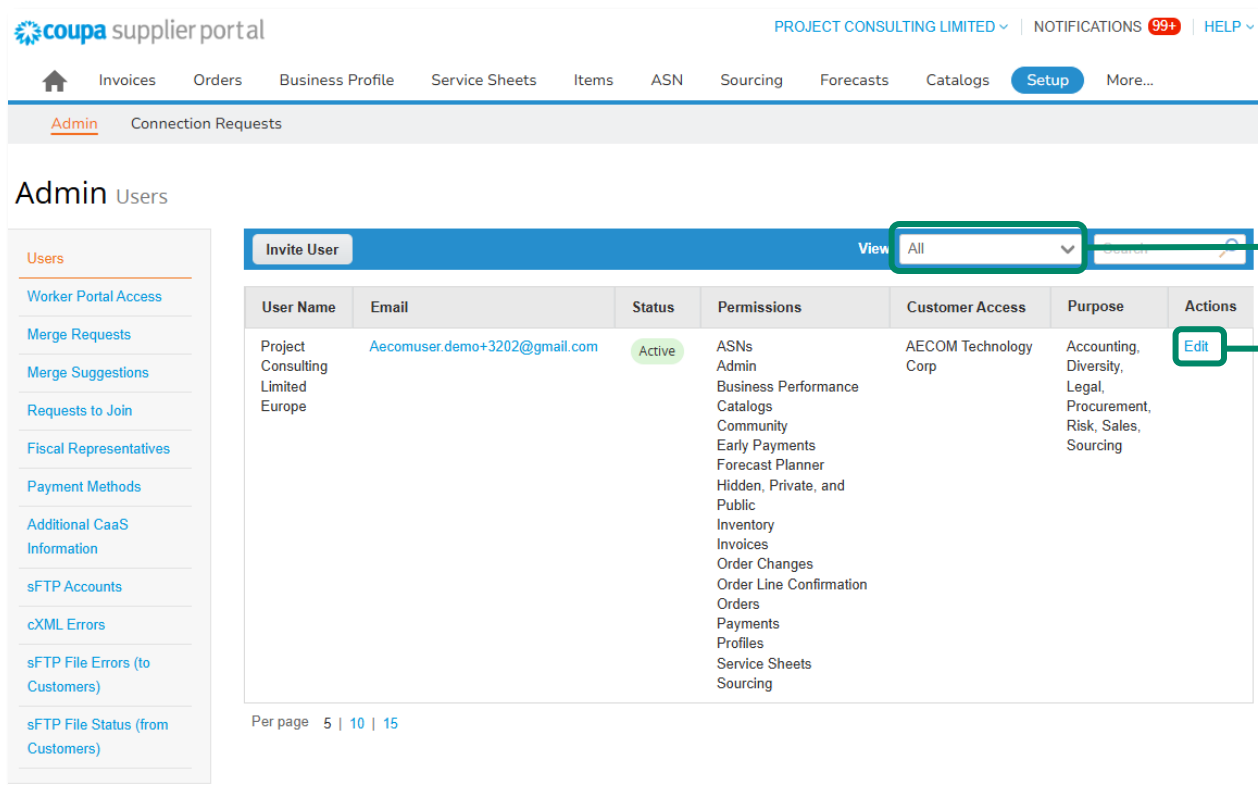 coupa supplier portal
PROJECT CONSULTING LIMITED NOTIFICATIONS 99+ HELP
Invoices Orders Business Profile Service Sheets Items ASN Sourcing Forecasts Catalogs Setup More...
Admin Connection Requests
Admin Users
Users
Worker Portal Access
Merge Requests
Merge Suggestions
Requests to Join
Fiscal Representatives
Payment Methods
Additional CaaS
Information
sFTP Accounts
cXML Errors
sFTP File Errors (to
Customers)
sFTP File Status (from
Customers)
Invite User View All Search
User Name Email Status Permissions Customer Access Purpose Actions
Project
Consulting
Limited
Europe
Aecomuser.demo+3202@gmail.com
Active
ASNs
Admin
Business Performance
Catalogs
Community
Early Payments
Forecast Planner
Hidden, Private, and
Public
Inventory
Invoices
Order Changes
Order Line Confirmation
Orders
Payments
Profiles
Service Sheets
Sourcing
AECOM Technology
Corp
Accounting,
Diversity,
Legal,
Procurement,
Risk, Sales,
Sourcing
Edit
Per page 5 | 10 | 15